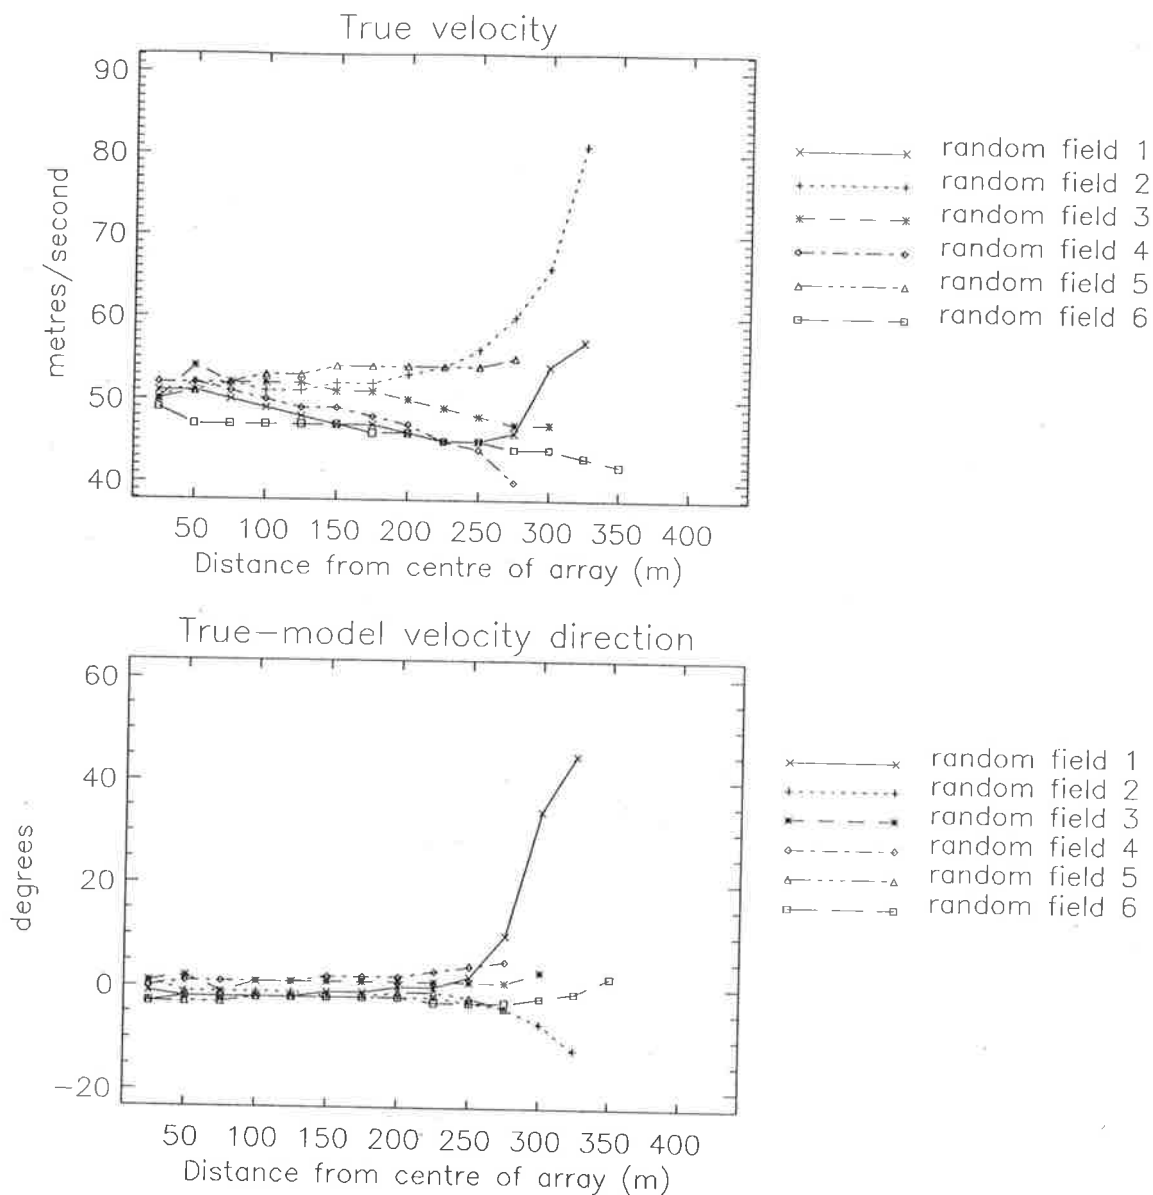 True velocity
metres/second
90
80
70
60
50
40
50 100 150 200 250 300 350 400
Distance from centre of array (m)
random field 1
random field 2
random field 3
random field 4
random field 5
random field 6
True-model velocity direction
degrees
60
40
20
0
-20
50 100 150 200 250 300 350 400
Distance from centre of array (m)
random field 1
random field 2
random field 3
random field 4
random field 5
random field 6